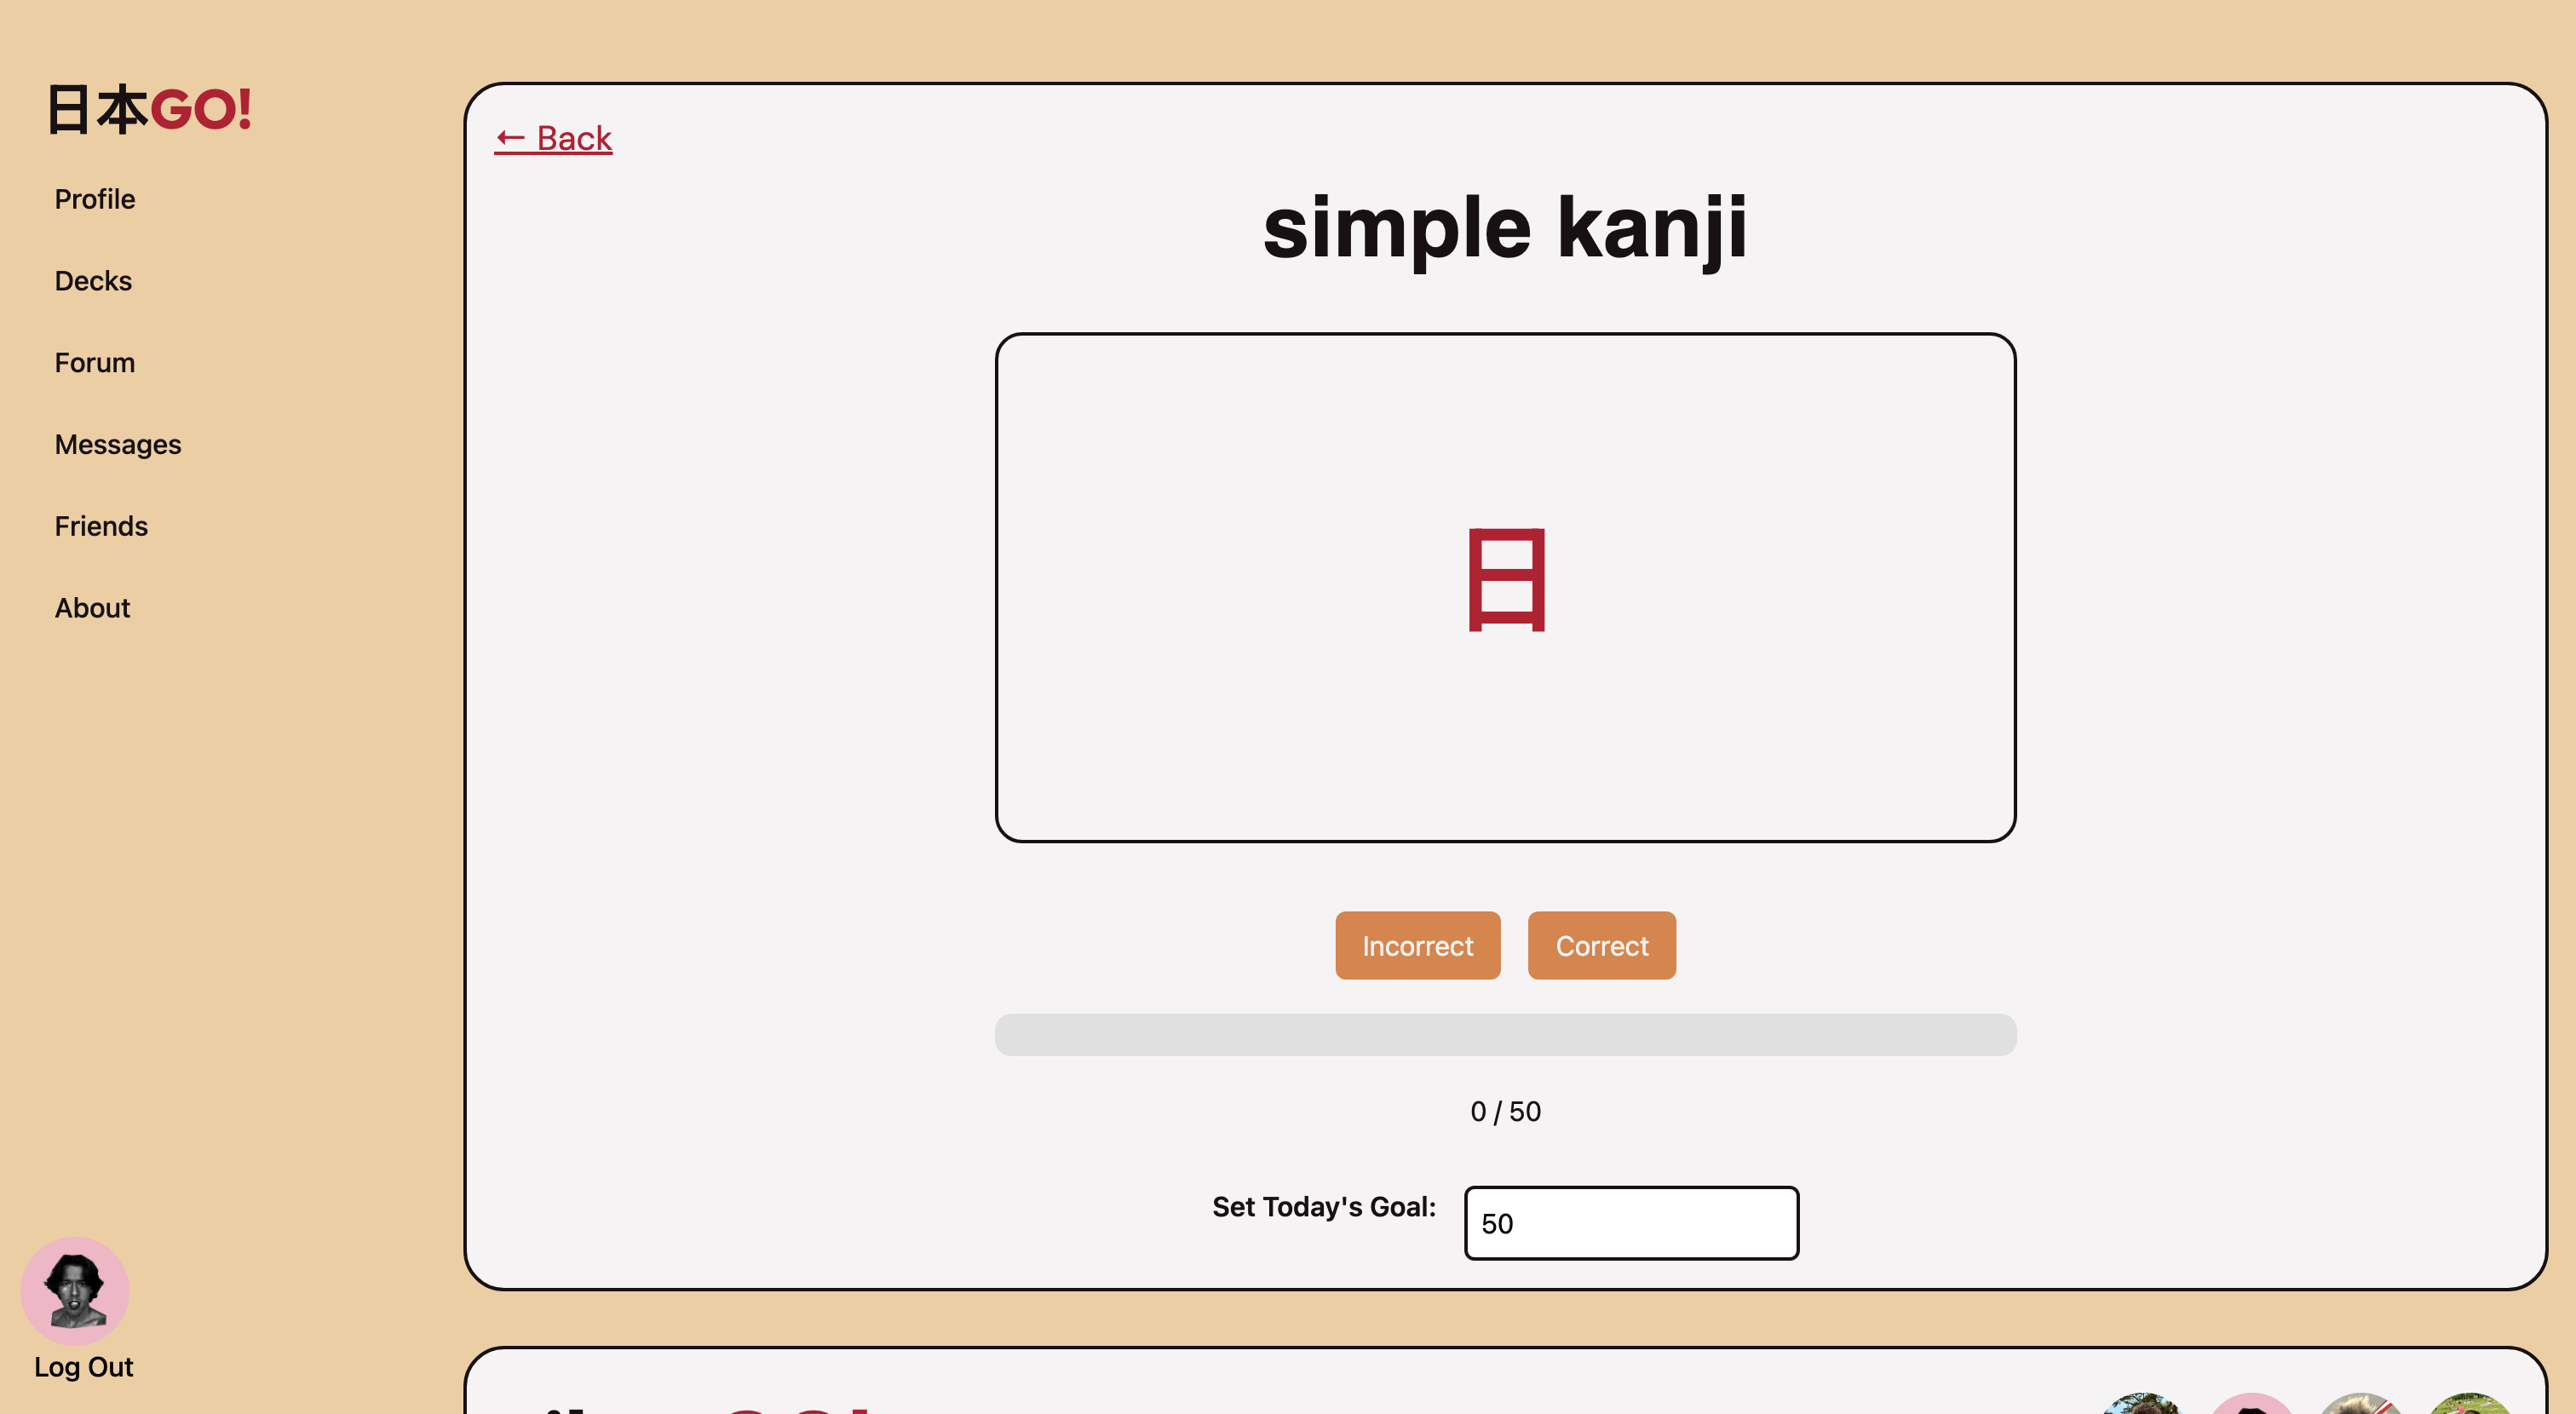 日本GO!
Profile
Decks
Forum
Messages
Friends
About
Log Out
← Back
simple kanji
日
Incorrect
Correct
0 / 50
Set Today's Goal:
50